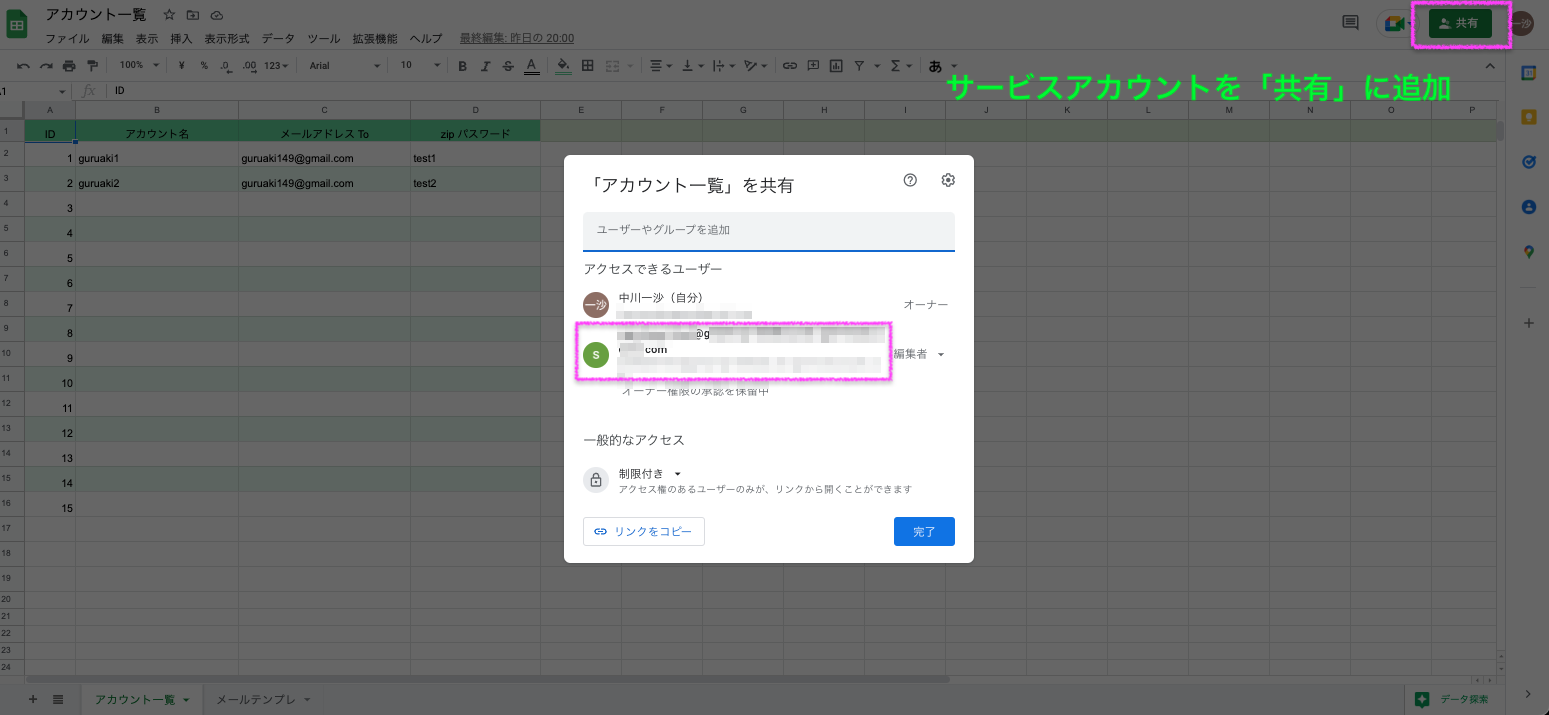 アカウント一覧
ファイル 編集 表示 挿入 表示形式 データ ツール 拡張機能 ヘルプ 最終編集: 昨日の 20:00
共有
一沙
100% ¥ % .0 .00 123 Arial 10 B I S A あ
サービスアカウントを「共有」に追加
A1 fx ID
A B C D E F G H I J K L M N O P
1 ID アカウント名 メールアドレス To zip パスワード
2 1 guruaki1 guruaki149@gmail.com test1
3 2 guruaki2 guruaki149@gmail.com test2
4 3
5 4
6 5
7 6
8 7
9 8
10 9
11 10
12 11
13 12
14 13
15 14
16 15
17
18
19
20
21
22
23
24
「アカウント一覧」を共有
ユーザーやグループを追加
アクセスできるユーザー
一沙 中川一沙（自分） オーナー
@g
S com 編集者
オーナー権限の承認を保留中
一般的なアクセス
制限付き
アクセス権のあるユーザーのみが、リンクから開くことができます
リンクをコピー 完了
アカウント一覧 メールテンプレ データ探索